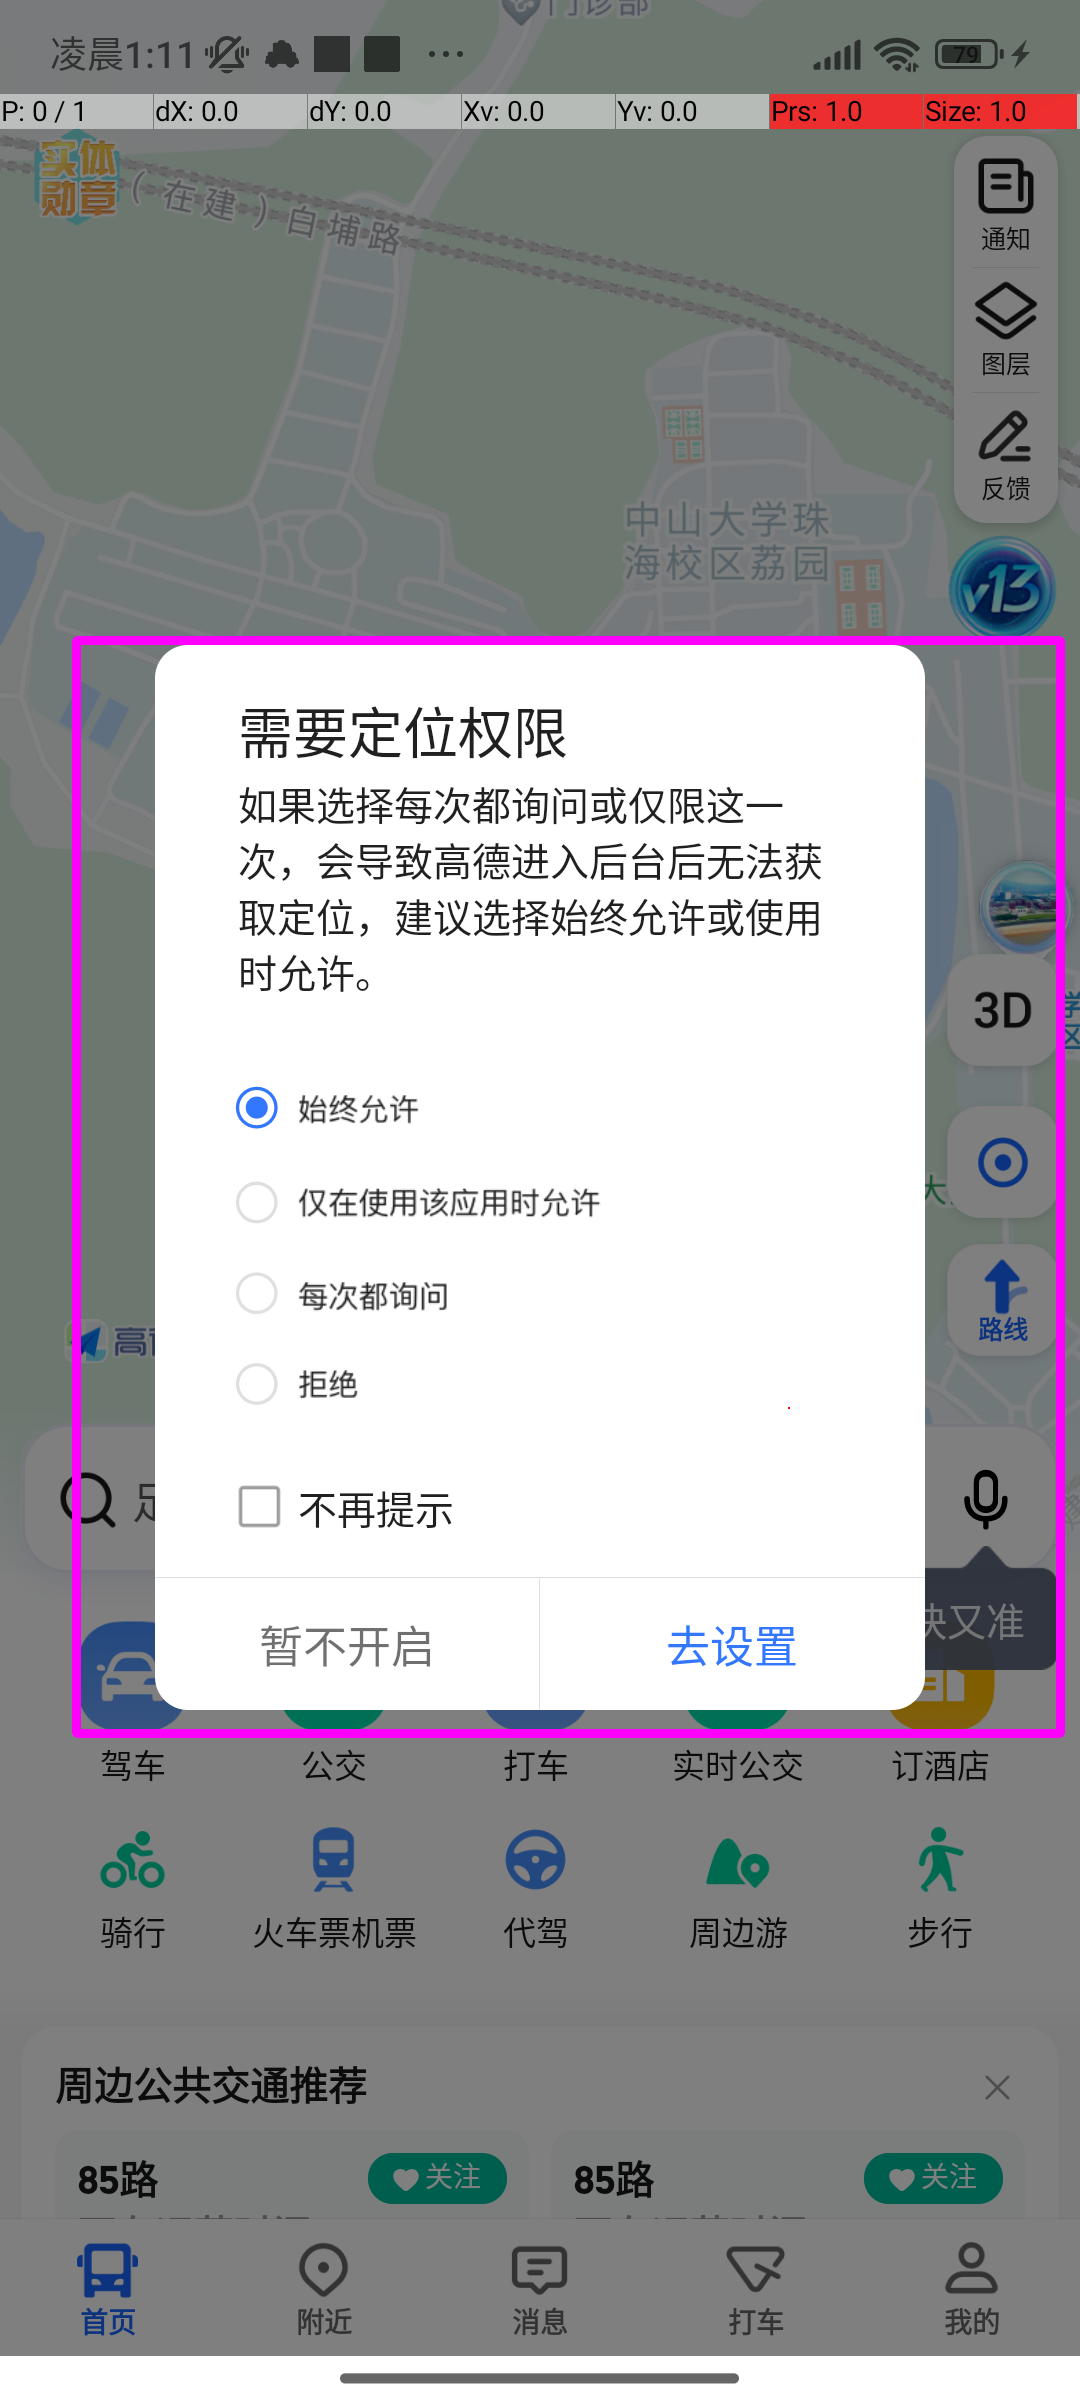 门诊部
凌晨1:11 ... 79
P: 0 / 1 dX: 0.0 dY: 0.0 Xv: 0.0 Yv: 0.0 Prs: 1.0 Size: 1.0
实体
勋章
(在建)白埔路
通知
图层
反馈
中山大学珠
海校区荔园
v13
需要定位权限
如果选择每次都询问或仅限这一
次，会导致高德进入后台后无法获
取定位，建议选择始终允许或使用
时允许。
3D
学
区
始终允许
大
仅在使用该应用时允许
每次都询问
路线
高
拒绝
不再提示
暂不开启 去设置
又准
驾车 公交 打车 实时公交 订酒店
骑行 火车票机票 代驾 周边游 步行
周边公共交通推荐
85路 关注 85路 关注
首页 附近 消息 打车 我的